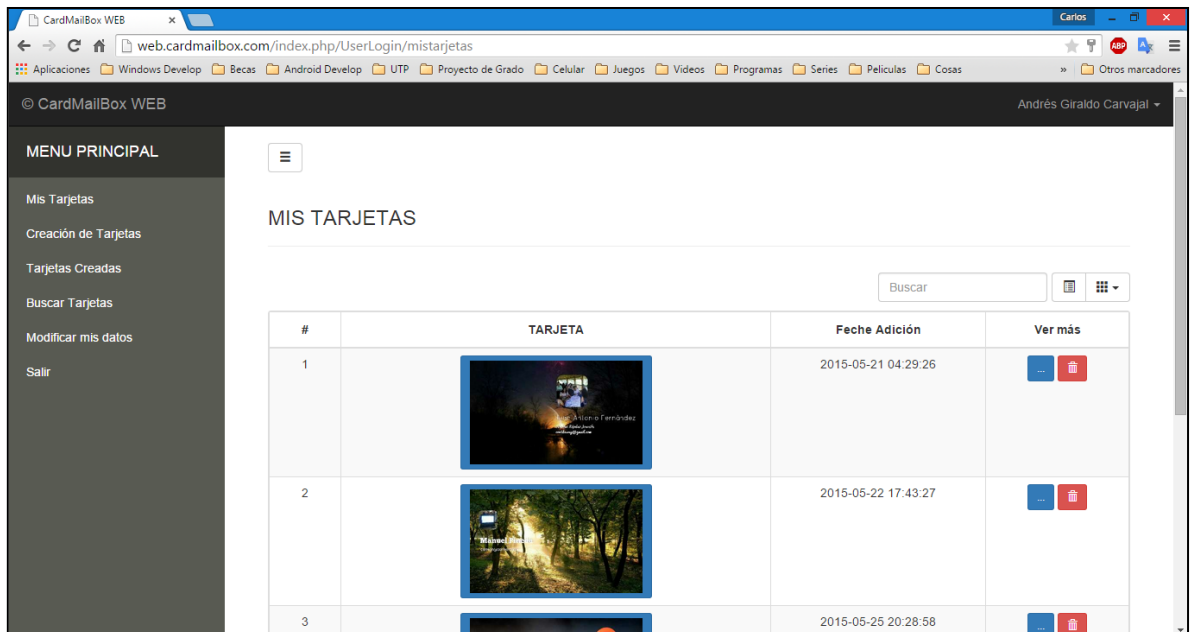 CardMailBox WEB
Carlos
web.cardmailbox.com/index.php/UserLogin/mistarjetas
ABP
Aplicaciones Windows Develop Becas Android Develop UTP Proyecto de Grado Celular Juegos Videos Programas Series Peliculas Cosas » Otros marcadores
© CardMailBox WEB
Andrés Giraldo Carvajal
MENU PRINCIPAL
Mis Tarjetas
Creación de Tarjetas
Tarjetas Creadas
Buscar Tarjetas
Modificar mis datos
Salir
MIS TARJETAS
Buscar
# TARJETA Feche Adición Ver más
1 2015-05-21 04:29:26 ...
Antonio Fernández
2 2015-05-22 17:43:27 ...
Manuel
3 2015-05-25 20:28:58 ...